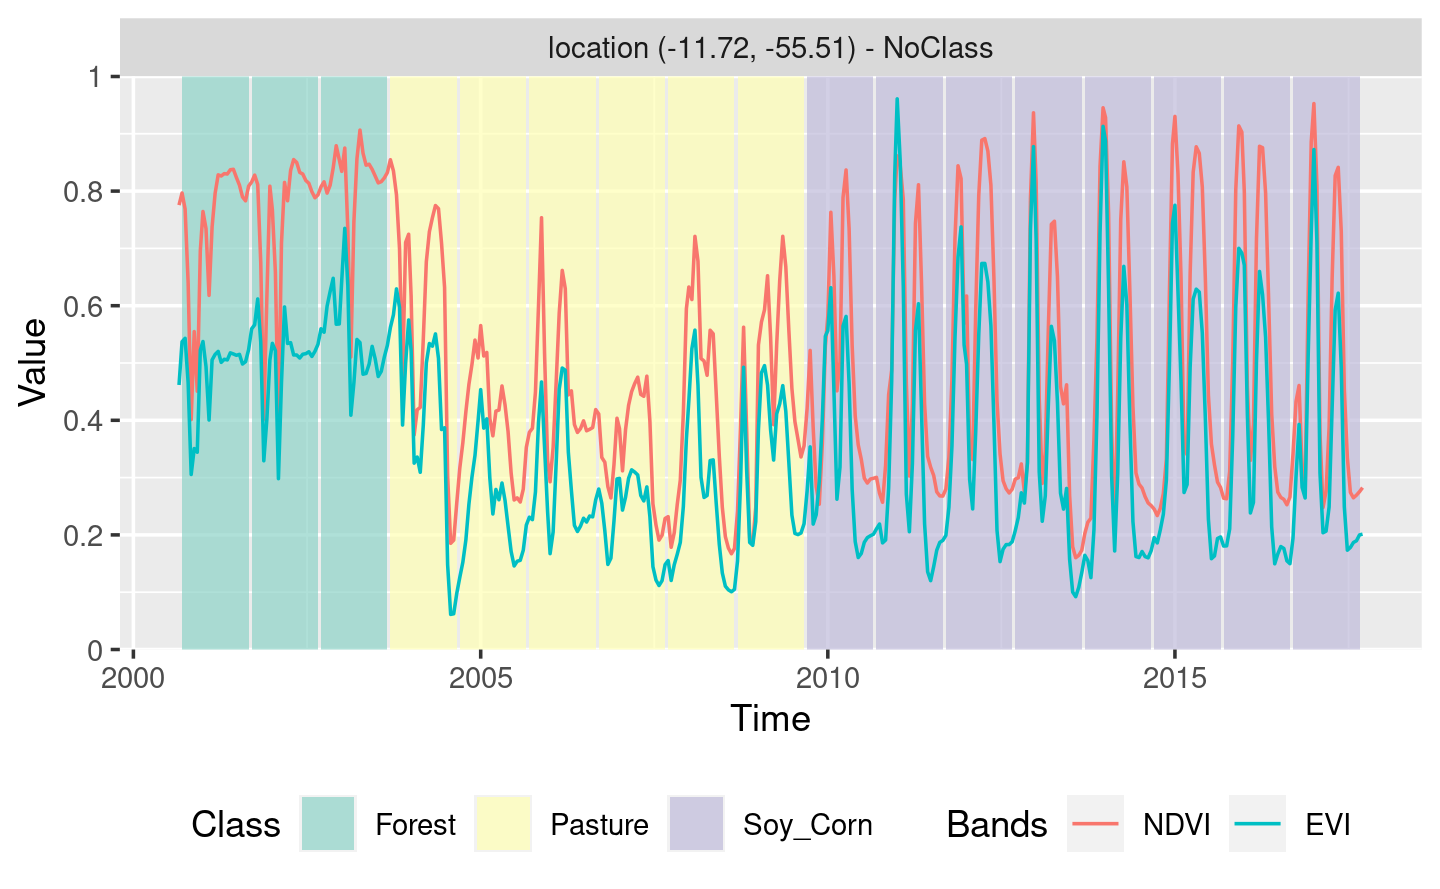 location (-11.72, -55.51) - NoClass
Value
1
0.8
0.6
0.4
0.2
0
2000 2005 2010 2015
Time
Class Forest Pasture Soy_Corn Bands NDVI EVI